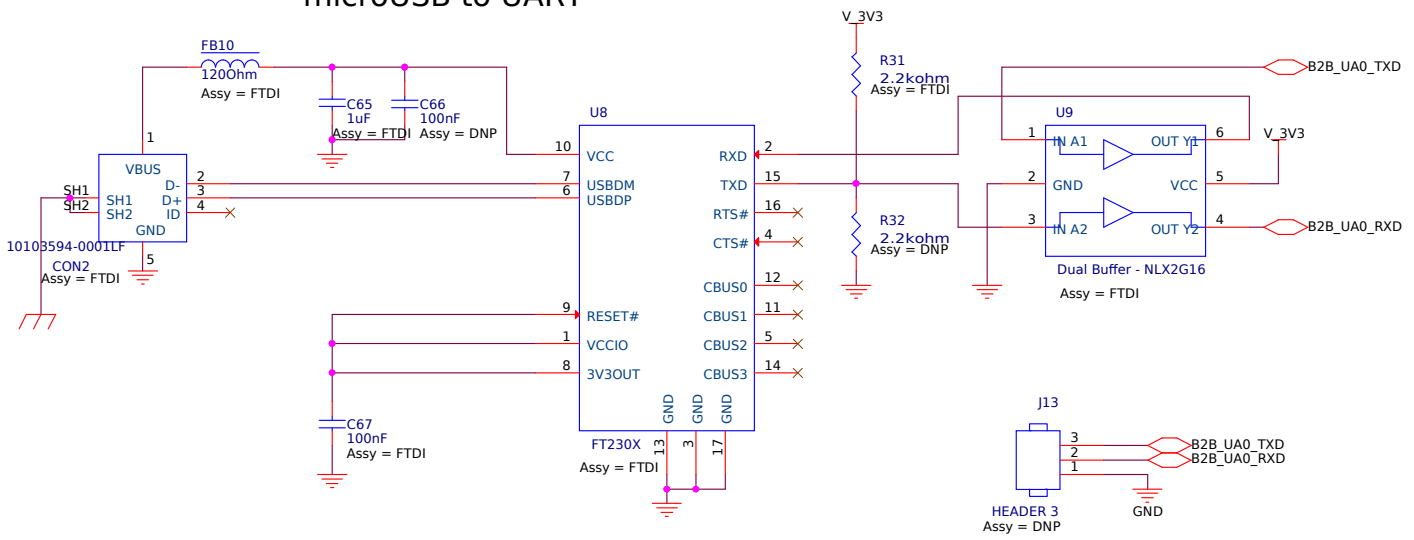 microUSB to UART
V_3V3
FB10
120Ohm
Assy = FTDI
R31
2.2kohm
Assy = FTDI
B2B_UA0_TXD
C65
1uF
Assy = FTDI
C66
100nF
Assy = DNP
U8
U9
1
VBUS
D- 2
D+ 3
ID 4
SH1
SH2
SH1
SH2
GND
5
10103594-0001LF
CON2
Assy = FTDI
10 VCC
7 USBDM
6 USBDP
9 RESET#
1 VCCIO
8 3V3OUT
RXD 2
TXD 15
RTS# 16
CTS# 4
CBUS0 12
CBUS1 11
CBUS2 5
CBUS3 14
GND GND GND
13 3 17
FT230X
Assy = FTDI
C67
100nF
Assy = FTDI
R32
2.2kohm
Assy = DNP
1 IN A1 OUT Y1 6
V_3V3
2 GND VCC 5
3 IN A2 OUT Y2 4
B2B_UA0_RXD
Dual Buffer - NLX2G16
Assy = FTDI
J13
3 B2B_UA0_TXD
2 B2B_UA0_RXD
1
GND
HEADER 3
Assy = DNP